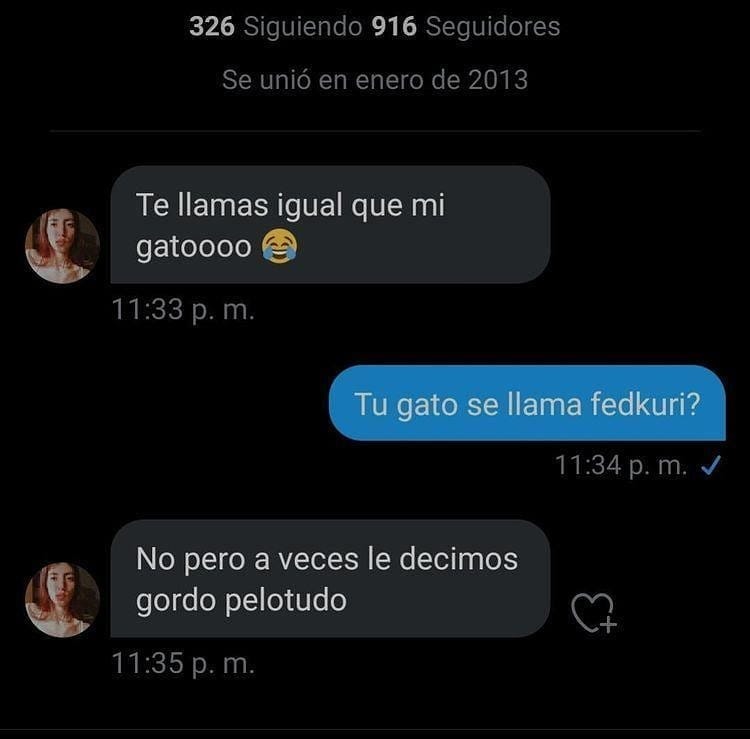 326 Siguiendo 916 Seguidores
Se unió en enero de 2013
Te llamas igual que mi
gatoooo 😂
11:33 p. m.
Tu gato se llama fedkuri?
11:34 p. m. ✓
No pero a veces le decimos
gordo pelotudo
11:35 p. m.